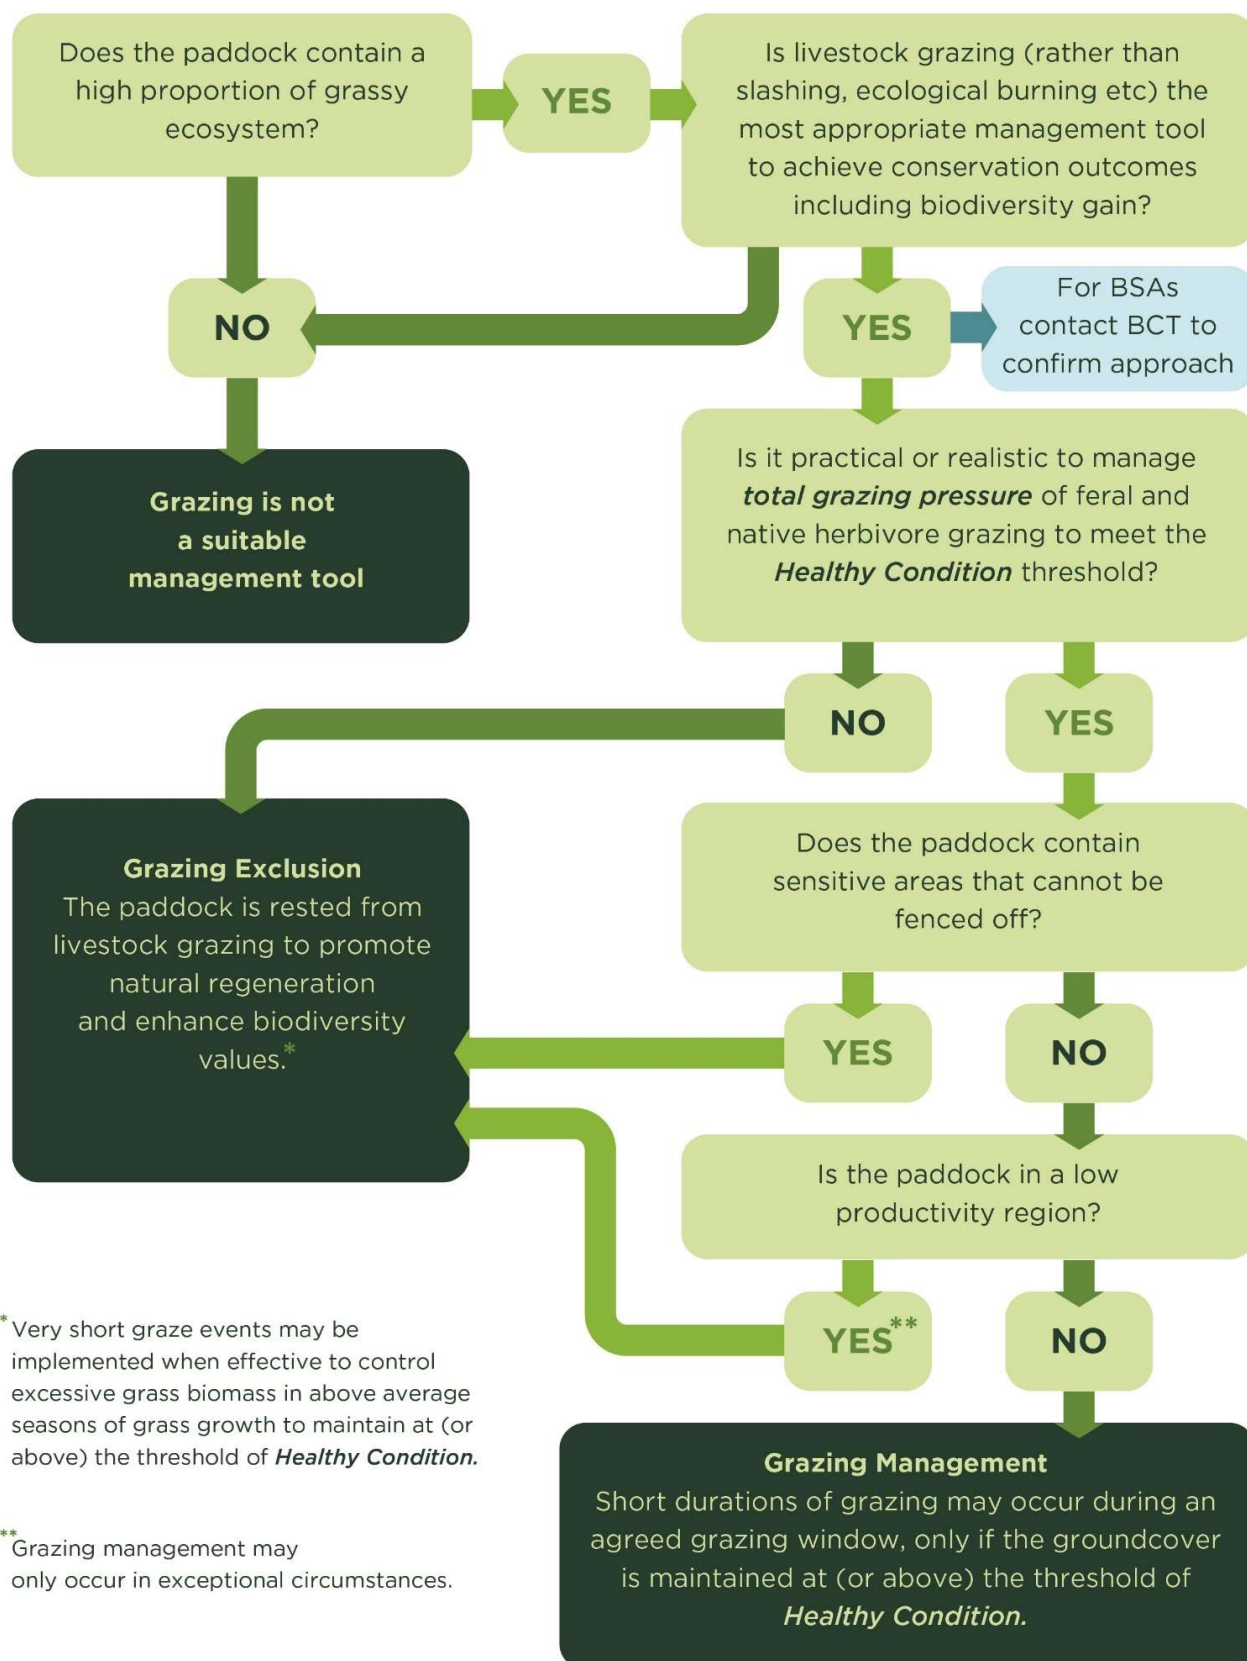 Does the paddock contain a
high proportion of grassy
ecosystem?
YES
Is livestock grazing (rather than
slashing, ecological burning etc) the
most appropriate management tool
to achieve conservation outcomes
including biodiversity gain?
NO
YES
For BSAs
contact BCT to
confirm approach
Grazing is not
a suitable
management tool
Is it practical or realistic to manage
total grazing pressure of feral and
native herbivore grazing to meet the
Healthy Condition threshold?
NO
YES
Grazing Exclusion
The paddock is rested from
livestock grazing to promote
natural regeneration
and enhance biodiversity
values.*
Does the paddock contain
sensitive areas that cannot be
fenced off?
YES
NO
Is the paddock in a low
productivity region?
YES**
NO
*Very short graze events may be
implemented when effective to control
excessive grass biomass in above average
seasons of grass growth to maintain at (or
above) the threshold of Healthy Condition.
**Grazing management may
only occur in exceptional circumstances.
Grazing Management
Short durations of grazing may occur during an
agreed grazing window, only if the groundcover
is maintained at (or above) the threshold of
Healthy Condition.